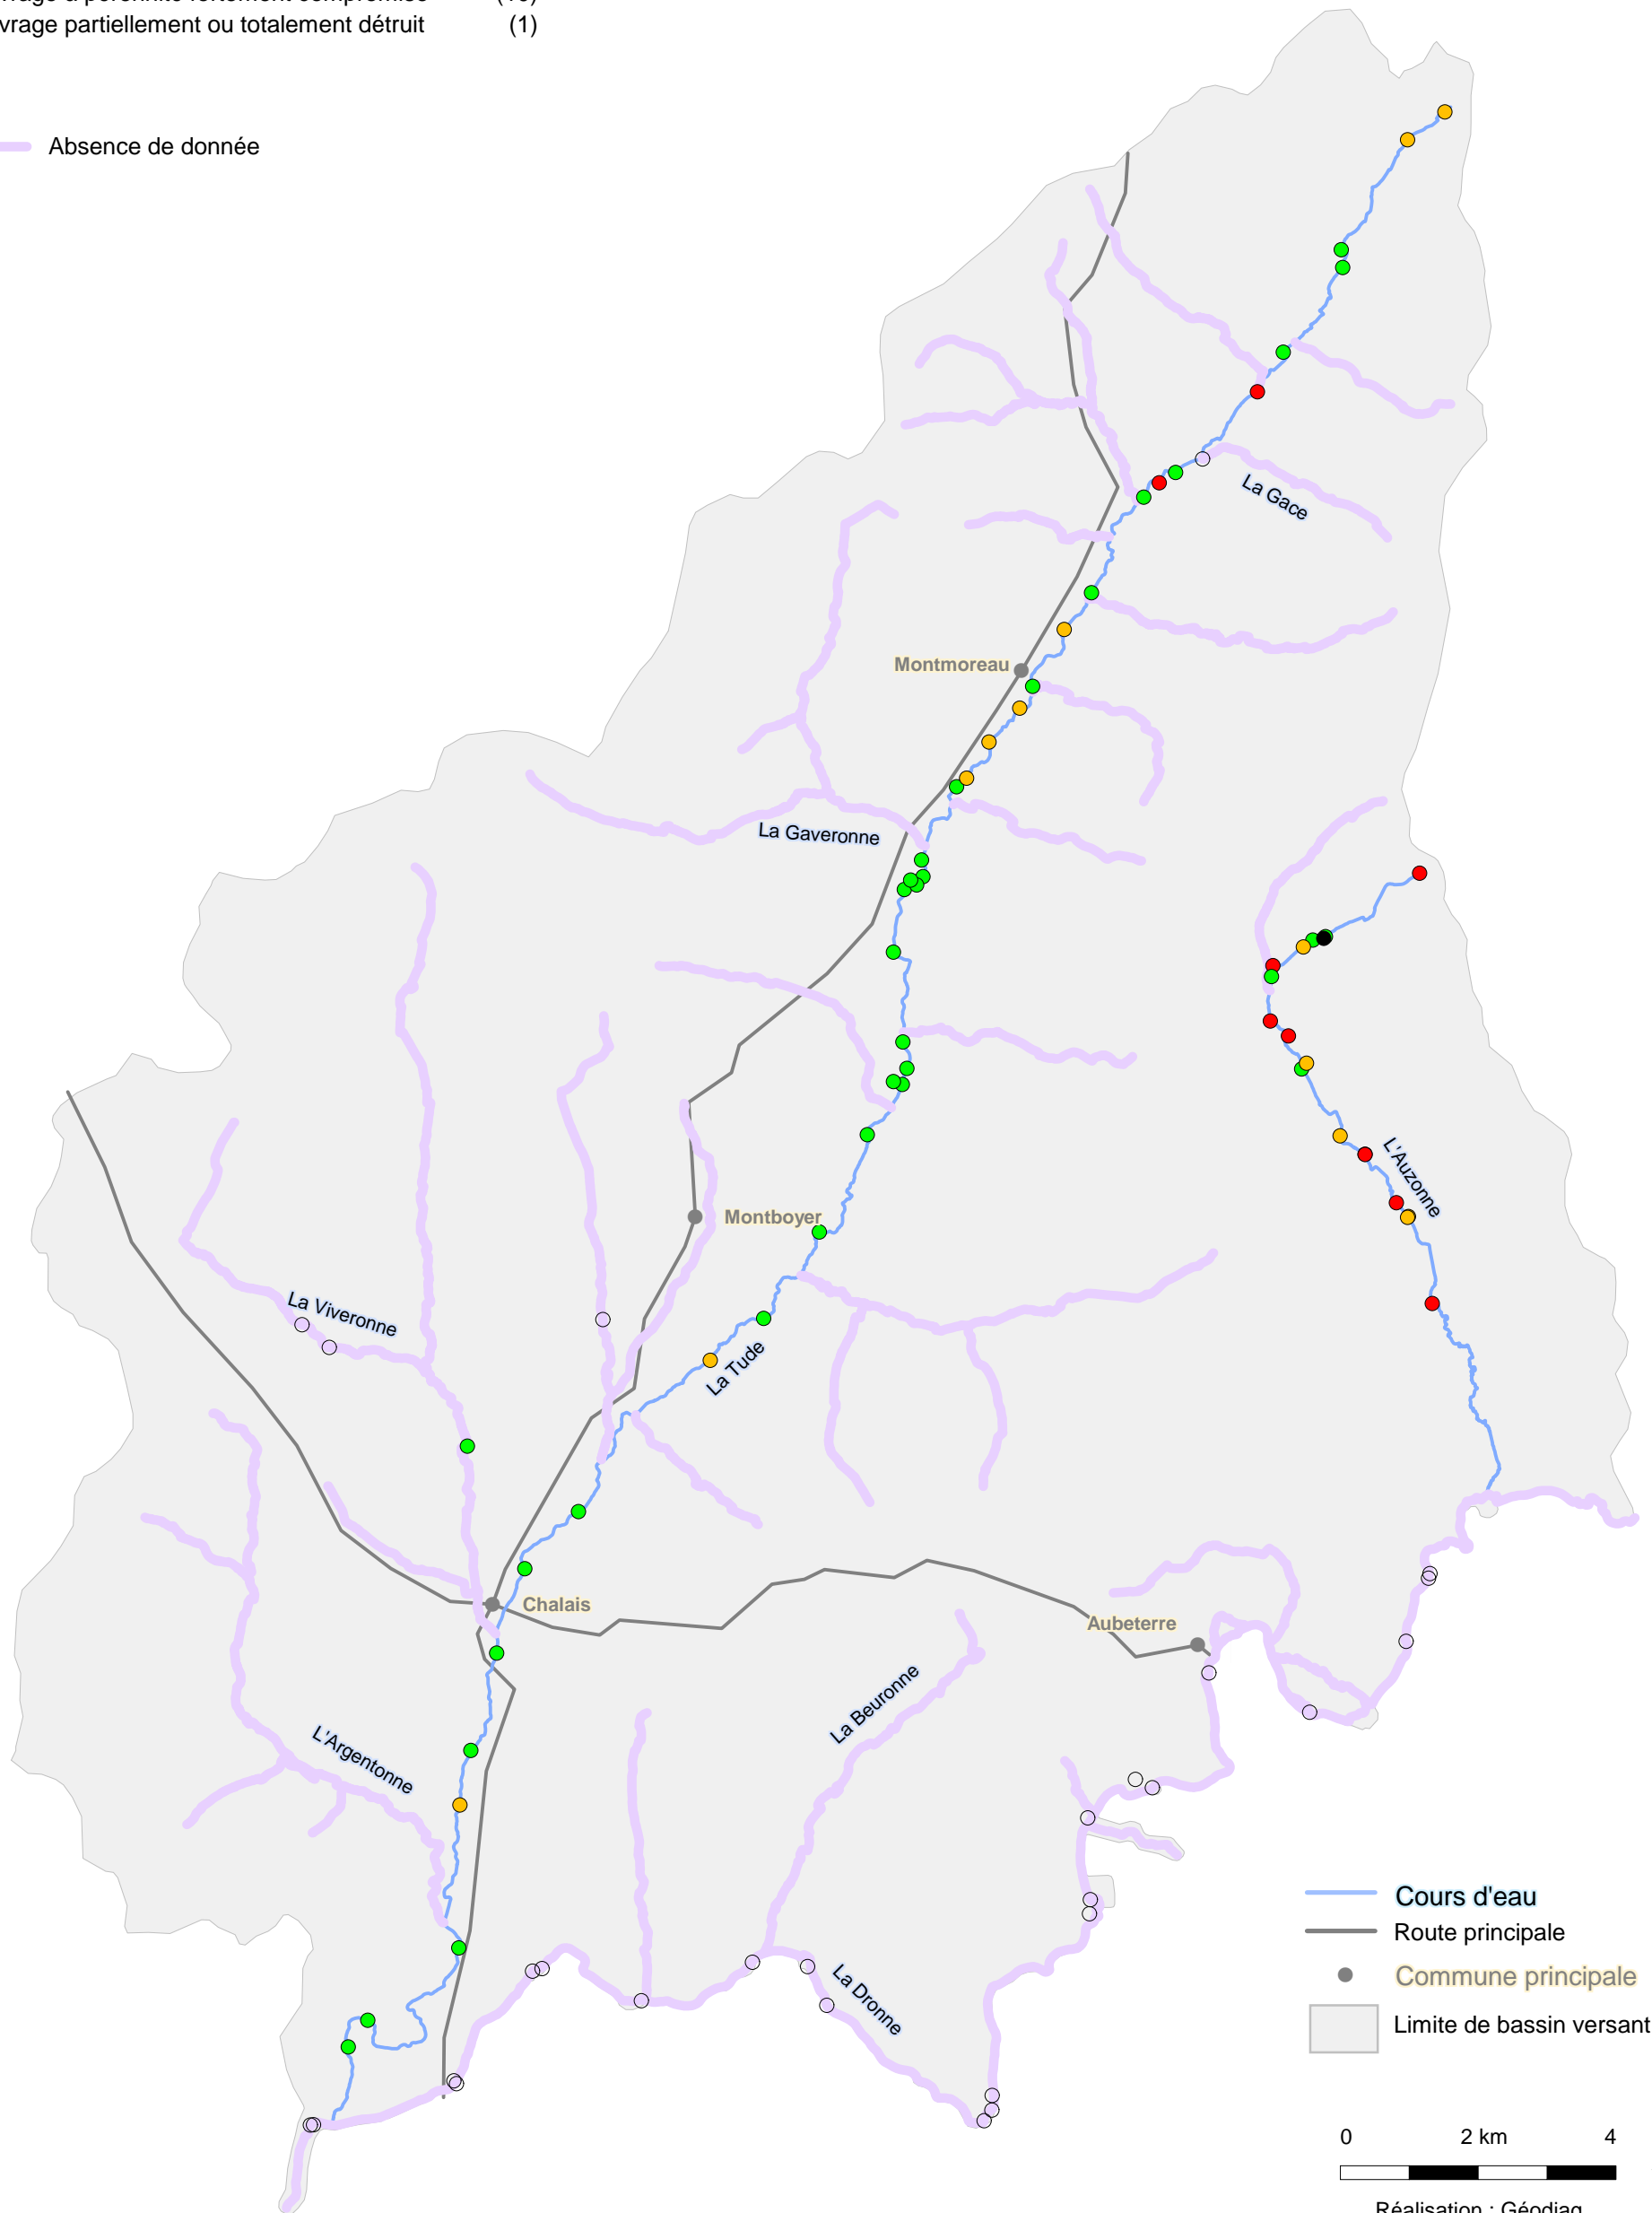 vrage partiellement ou totalement détruit (1)
Absence de donnée
La Gace
Montmoreau
La Gaveronne
L'Auzonne
Montboyer
La Viveronne
La Tude
Chalais
Aubeterre
La Beuronne
L'Argentonne
La Dronne
Cours d'eau
Route principale
Commune principale
Limite de bassin versant
0 2 km 4
Réalisation : Géodiag